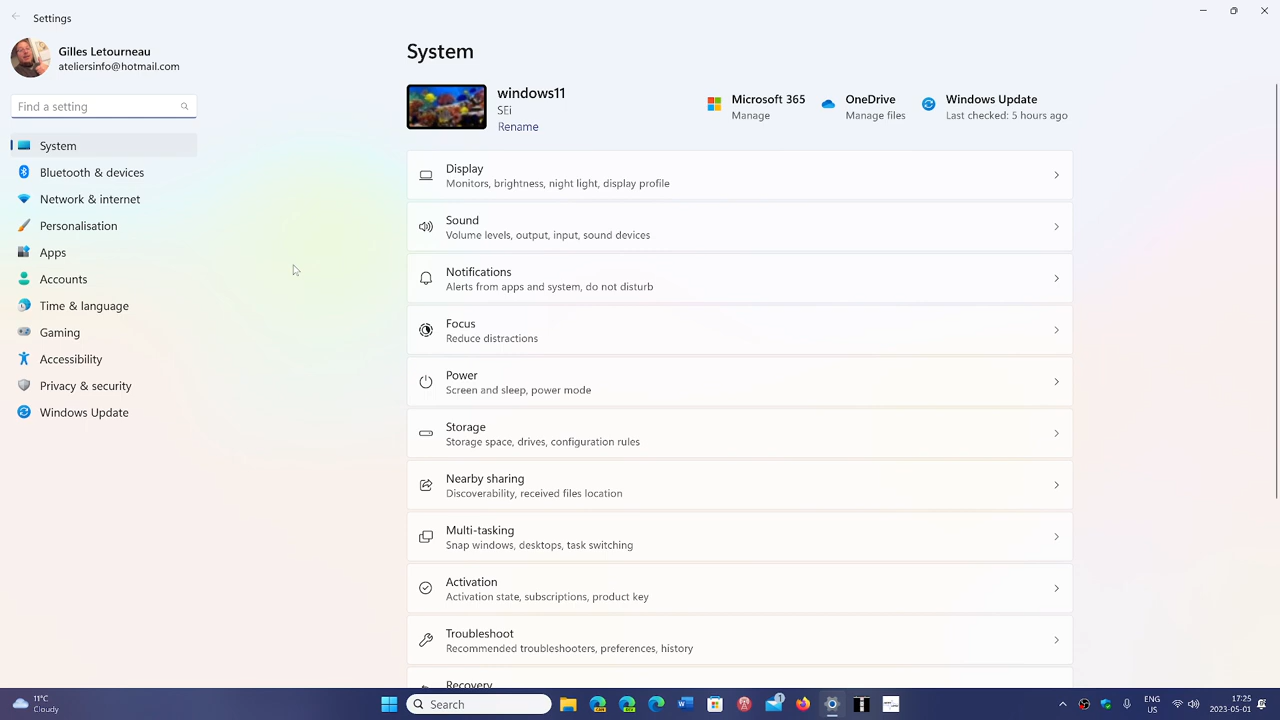 Settings
Gilles Letourneau
ateliersinfo@hotmail.com
Find a setting
System
Bluetooth & devices
Network & internet
Personalisation
Apps
Accounts
Time & language
Gaming
Accessibility
Privacy & security
Windows Update
System
windows11
SEi
Rename
Microsoft 365
Manage
OneDrive
Manage files
Windows Update
Last checked: 5 hours ago
Display
Monitors, brightness, night light, display profile
Sound
Volume levels, output, input, sound devices
Notifications
Alerts from apps and system, do not disturb
Focus
Reduce distractions
Power
Screen and sleep, power mode
Storage
Storage space, drives, configuration rules
Nearby sharing
Discoverability, received files location
Multi-tasking
Snap windows, desktops, task switching
Activation
Activation state, subscriptions, product key
Troubleshoot
Recommended troubleshooters, preferences, history
Recovery
11°C
Cloudy
Search
1
ENG
US
17:25
2023-05-01